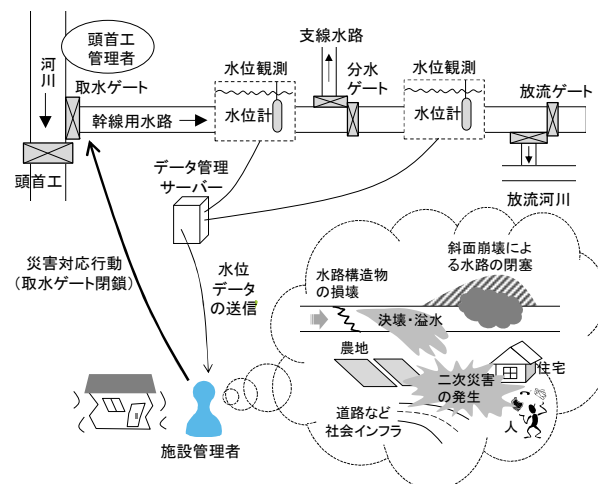 頭首工
管理者
河川
取水ゲート
幹線用水路
頭首工
水位観測
水位計
支線水路
分水
ゲート
水位観測
水位計
放流ゲート
放流河川
データ管理
サーバー
災害対応行動
(取水ゲート閉鎖)
水位
データ
の送信
施設管理者
水路構造物
の損壊
斜面崩壊によ
る水路の閉塞
決壊・溢水
農地
住宅
二次災害
の発生
道路など
社会インフラ
人